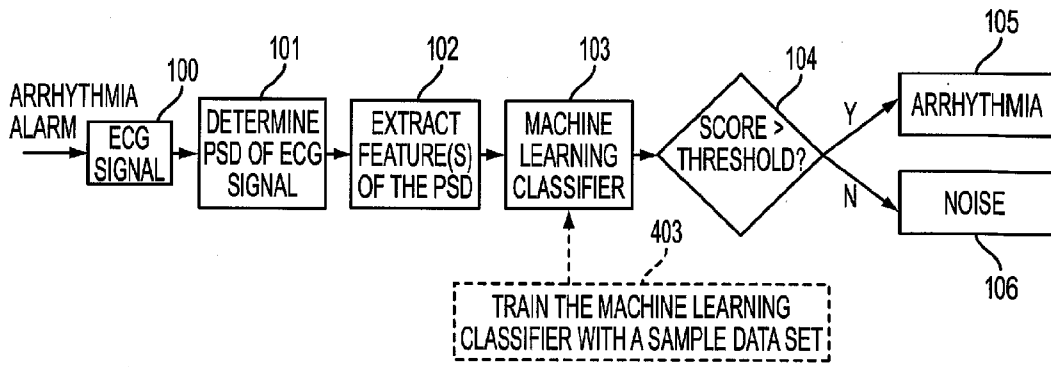 ARRHYTHMIA
ALARM
100
ECG
SIGNAL
101
DETERMINE
PSD OF ECG
SIGNAL
102
EXTRACT
FEATURE(S)
OF THE PSD
103
MACHINE
LEARNING
CLASSIFIER
104
SCORE >
THRESHOLD?
Y
N
105
ARRHYTHMIA
NOISE
106
403
TRAIN THE MACHINE LEARNING
CLASSIFIER WITH A SAMPLE DATA SET